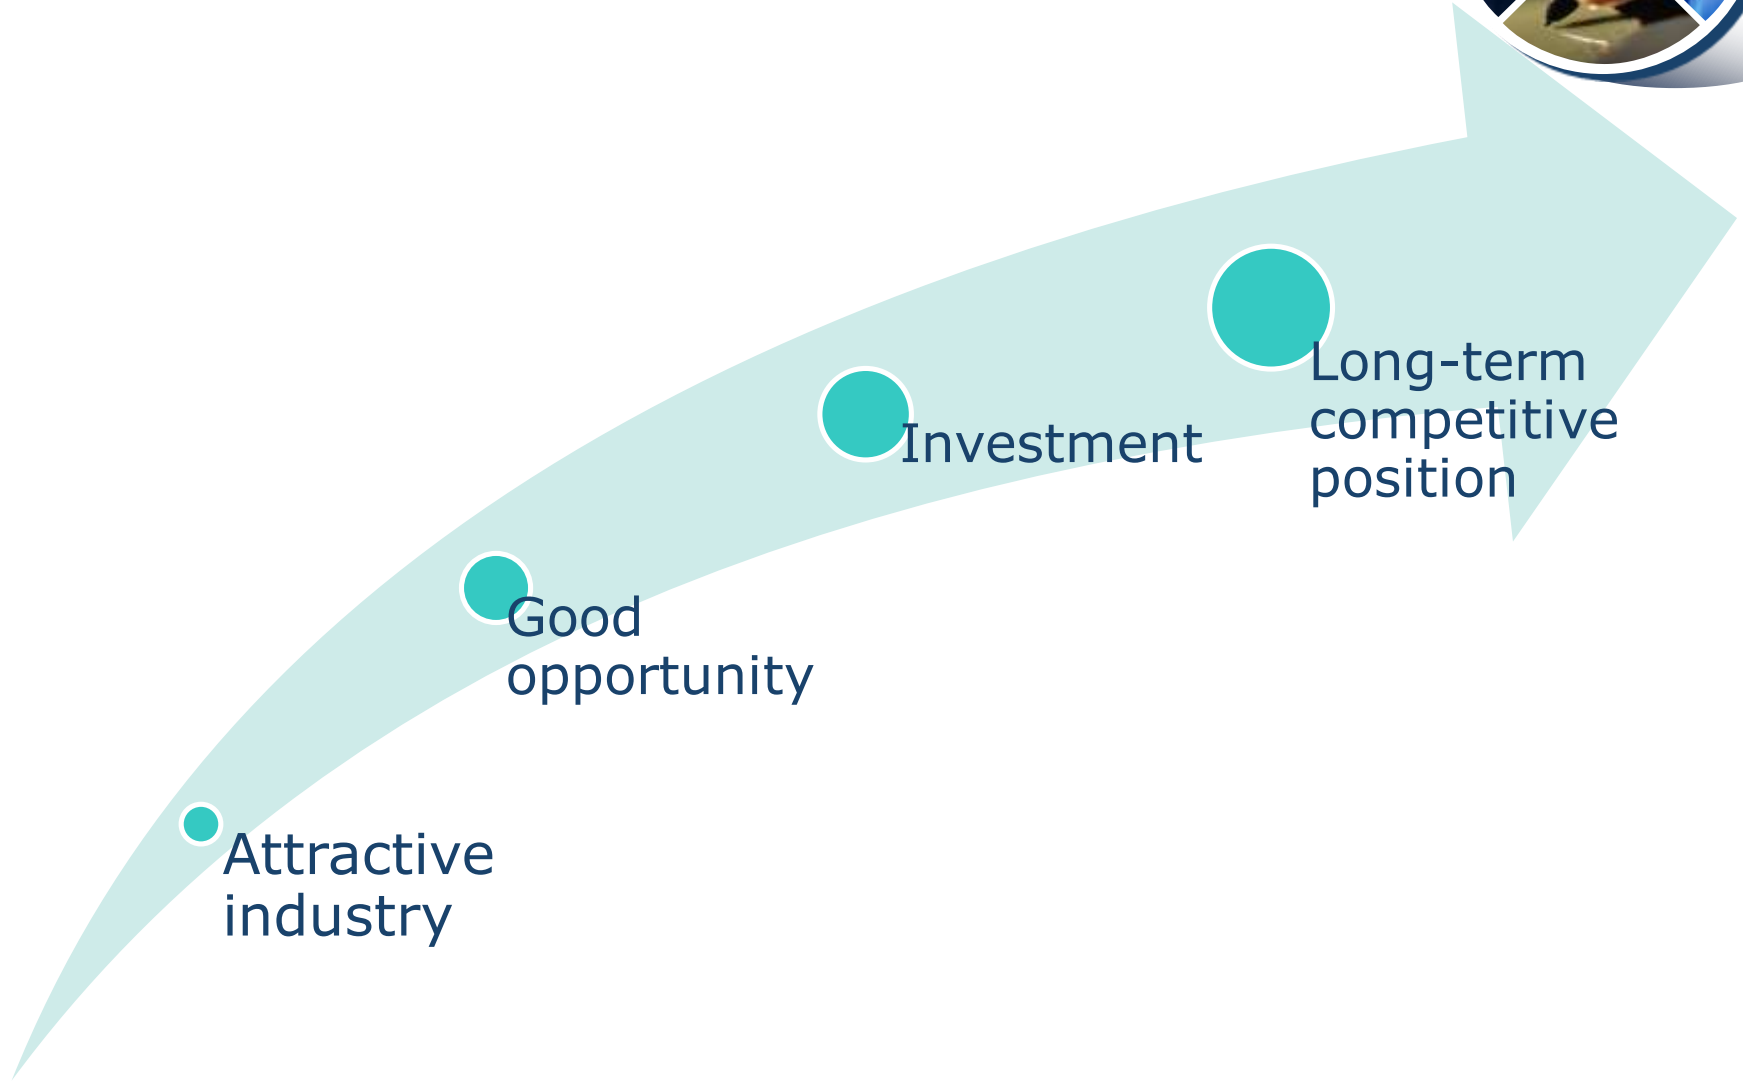 Long-term
competitive
position
Investment
Good
opportunity
Attractive
industry